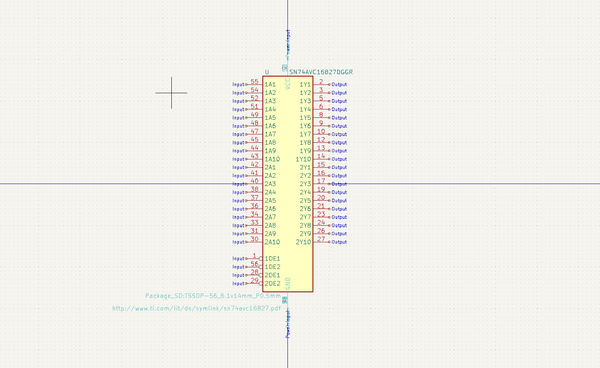 Power input
U SN74AVC16827DGGR
VCC
Input 55 1A1 1Y1 2 Output
Input 54 1A2 1Y2 3 Output
Input 52 1A3 1Y3 5 Output
Input 51 1A4 1Y4 6 Output
Input 49 1A5 1Y5 8 Output
Input 48 1A6 1Y6 9 Output
Input 47 1A7 1Y7 10 Output
Input 45 1A8 1Y8 12 Output
Input 44 1A9 1Y9 13 Output
Input 43 1A10 1Y10 14 Output
Input 42 2A1 2Y1 15 Output
Input 41 2A2 2Y2 16 Output
Input 40 2A3 2Y3 17 Output
Input 38 2A4 2Y4 19 Output
Input 37 2A5 2Y5 20 Output
Input 36 2A6 2Y6 21 Output
Input 34 2A7 2Y7 23 Output
Input 33 2A8 2Y8 24 Output
Input 31 2A9 2Y9 26 Output
Input 30 2A10 2Y10 27 Output
Input 1 1OE1
Input 56 1OE2
Input 28 2OE1
Input 29 2OE2
GND
Package_SO:TSSOP-56_6.1x14mm_P0.5mm
http://www.ti.com/lit/ds/symlink/sn74avc16827.pdf
Power input